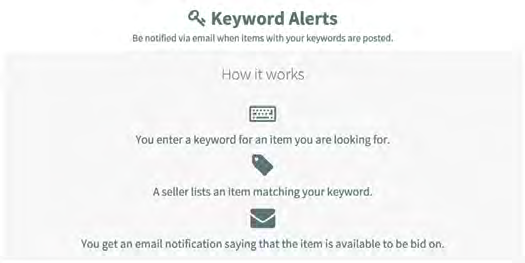 Keyword Alerts
Be notified via email when items with your keywords are posted.
How it works
You enter a keyword for an item you are looking for.
A seller lists an item matching your keyword.
You get an email notification saying that the item is available to be bid on.